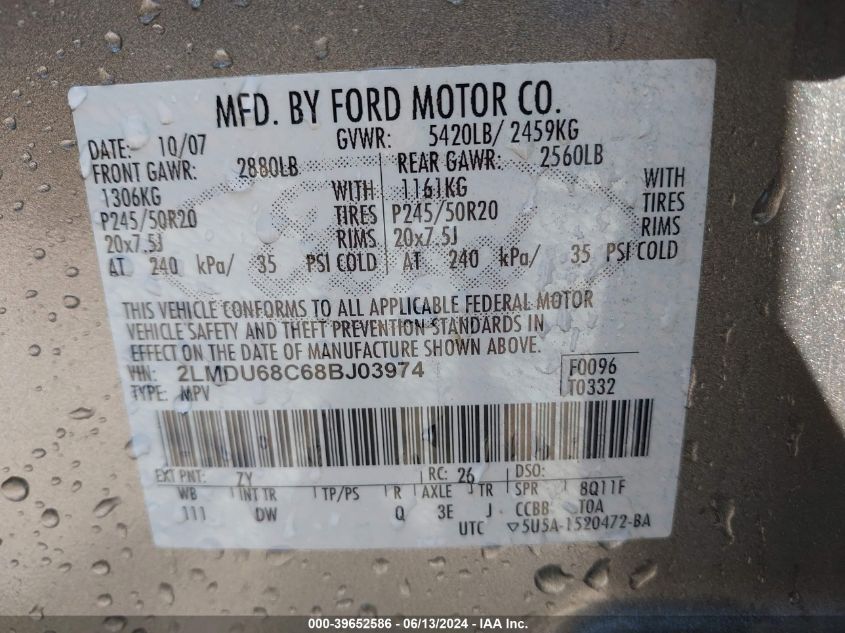 MFD. BY FORD MOTOR CO.
DATE: 10/07 GVWR: 5420LB/ 2459KG
FRONT GAWR: 2880LB REAR GAWR: 2560LB
1306KG WITH 1161KG WITH
P245/50R20 TIRES P245/50R20 TIRES
20x7.5J RIMS 20x7.5J RIMS
AT 240 kPa/ 35 PSI COLD AT 240 kPa/ 35 PSI COLD
THIS VEHICLE CONFORMS TO ALL APPLICABLE FEDERAL MOTOR
VEHICLE SAFETY AND THEFT PREVENTION STANDARDS IN
EFFECT ON THE DATE OF MANUFACTURE SHOWN ABOVE.
VIN: 2LMDU68C68BJ03974 F0096
TYPE: MPV T0332
EXT PNT: ZY RC: 26 DSO:
WB INT TR TP/PS R AXLE TR SPR 8Q11F
111 DW Q 3E J CCBB TOA
UTC ▽5U5A-1520472-BA
000-39652586 - 06/13/2024 - IAA Inc.